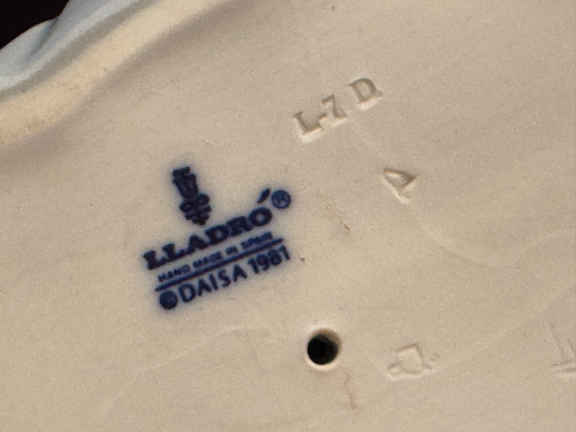 L-7 D
A
LLADRÓ®
HAND MADE IN SPAIN
©DAISA 1981